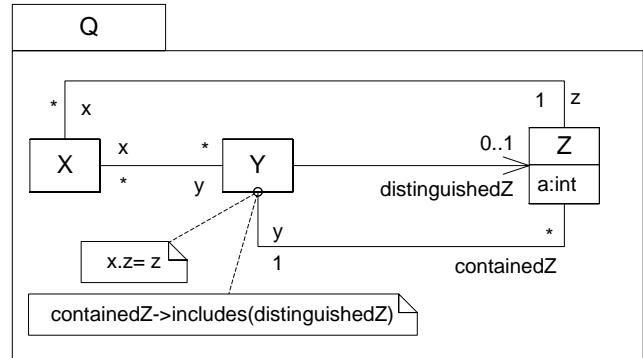 Q
* x
1 z
X
x
*
*
y
Y
0..1
distinguishedZ
Z
a:int
y
1
*
containedZ
x.z= z
containedZ->includes(distinguishedZ)